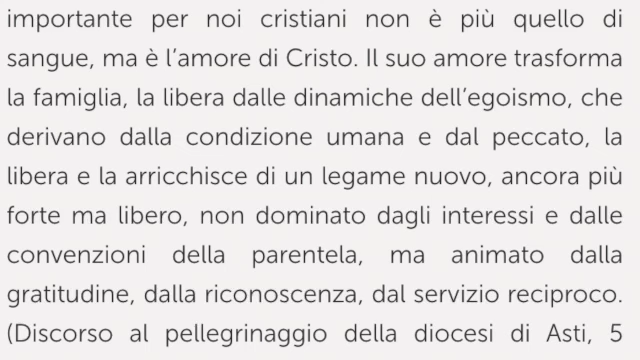 importante per noi cristiani non è più quello di
sangue, ma è l’amore di Cristo. Il suo amore trasforma
la famiglia, la libera dalle dinamiche dell’egoismo, che
derivano dalla condizione umana e dal peccato, la
libera e la arricchisce di un legame nuovo, ancora più
forte ma libero, non dominato dagli interessi e dalle
convenzioni della parentela, ma animato dalla
gratitudine, dalla riconoscenza, dal servizio reciproco.
(Discorso al pellegrinaggio della diocesi di Asti, 5